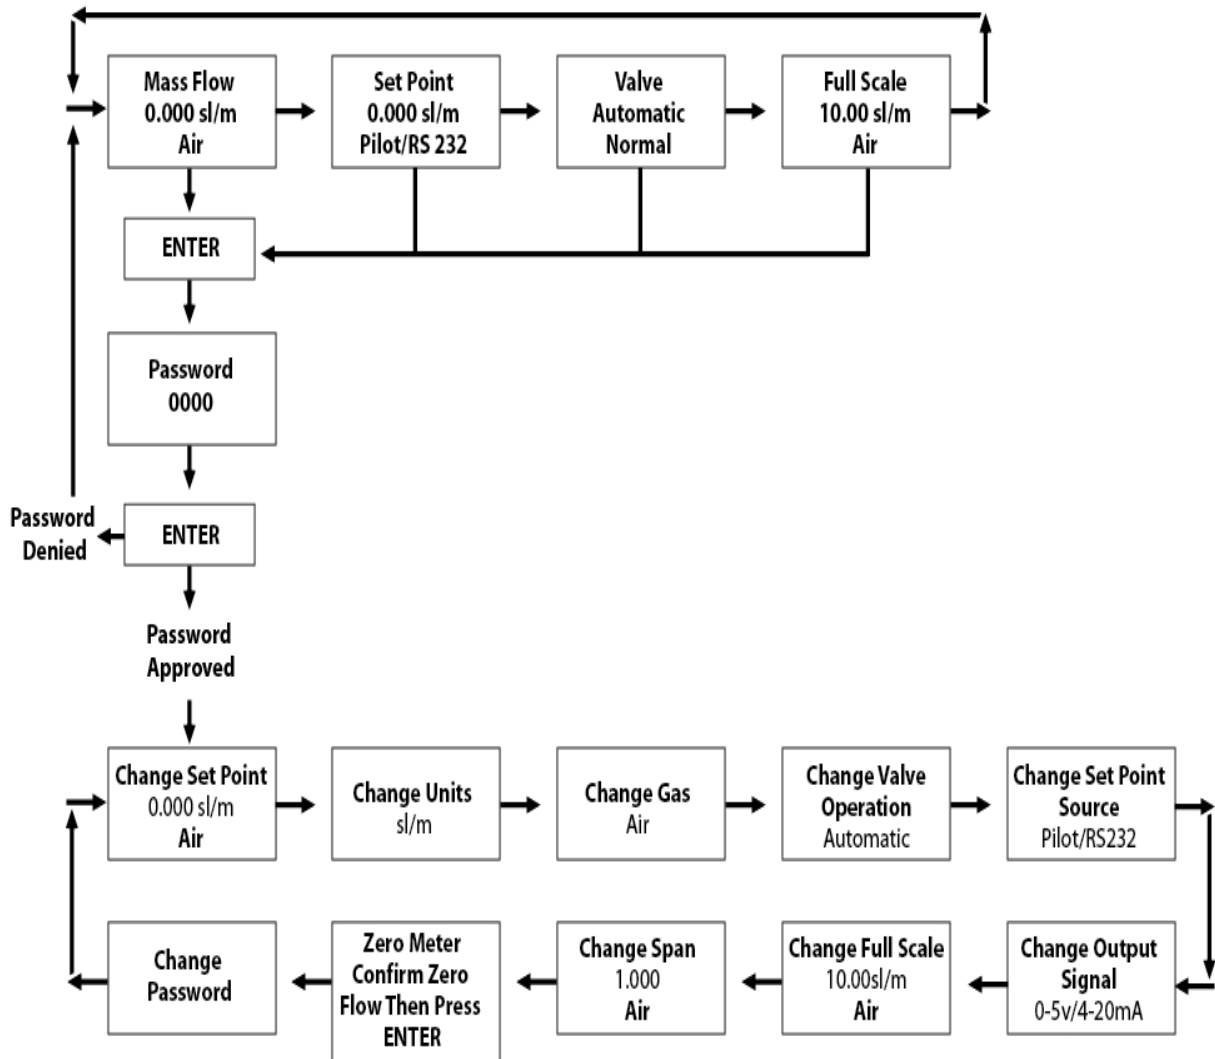 Mass Flow
0.000 sl/m
Air
Set Point
0.000 sl/m
Pilot/RS 232
Valve
Automatic
Normal
Full Scale
10.00 sl/m
Air
ENTER
Password
0000
Password
Denied
ENTER
Password
Approved
Change Set Point
0.000 sl/m
Air
Change Units
sl/m
Change Gas
Air
Change Valve
Operation
Automatic
Change Set Point
Source
Pilot/RS232
Change
Password
Zero Meter
Confirm Zero
Flow Then Press
ENTER
Change Span
1.000
Air
Change Full Scale
10.00sl/m
Air
Change Output
Signal
0-5v/4-20mA